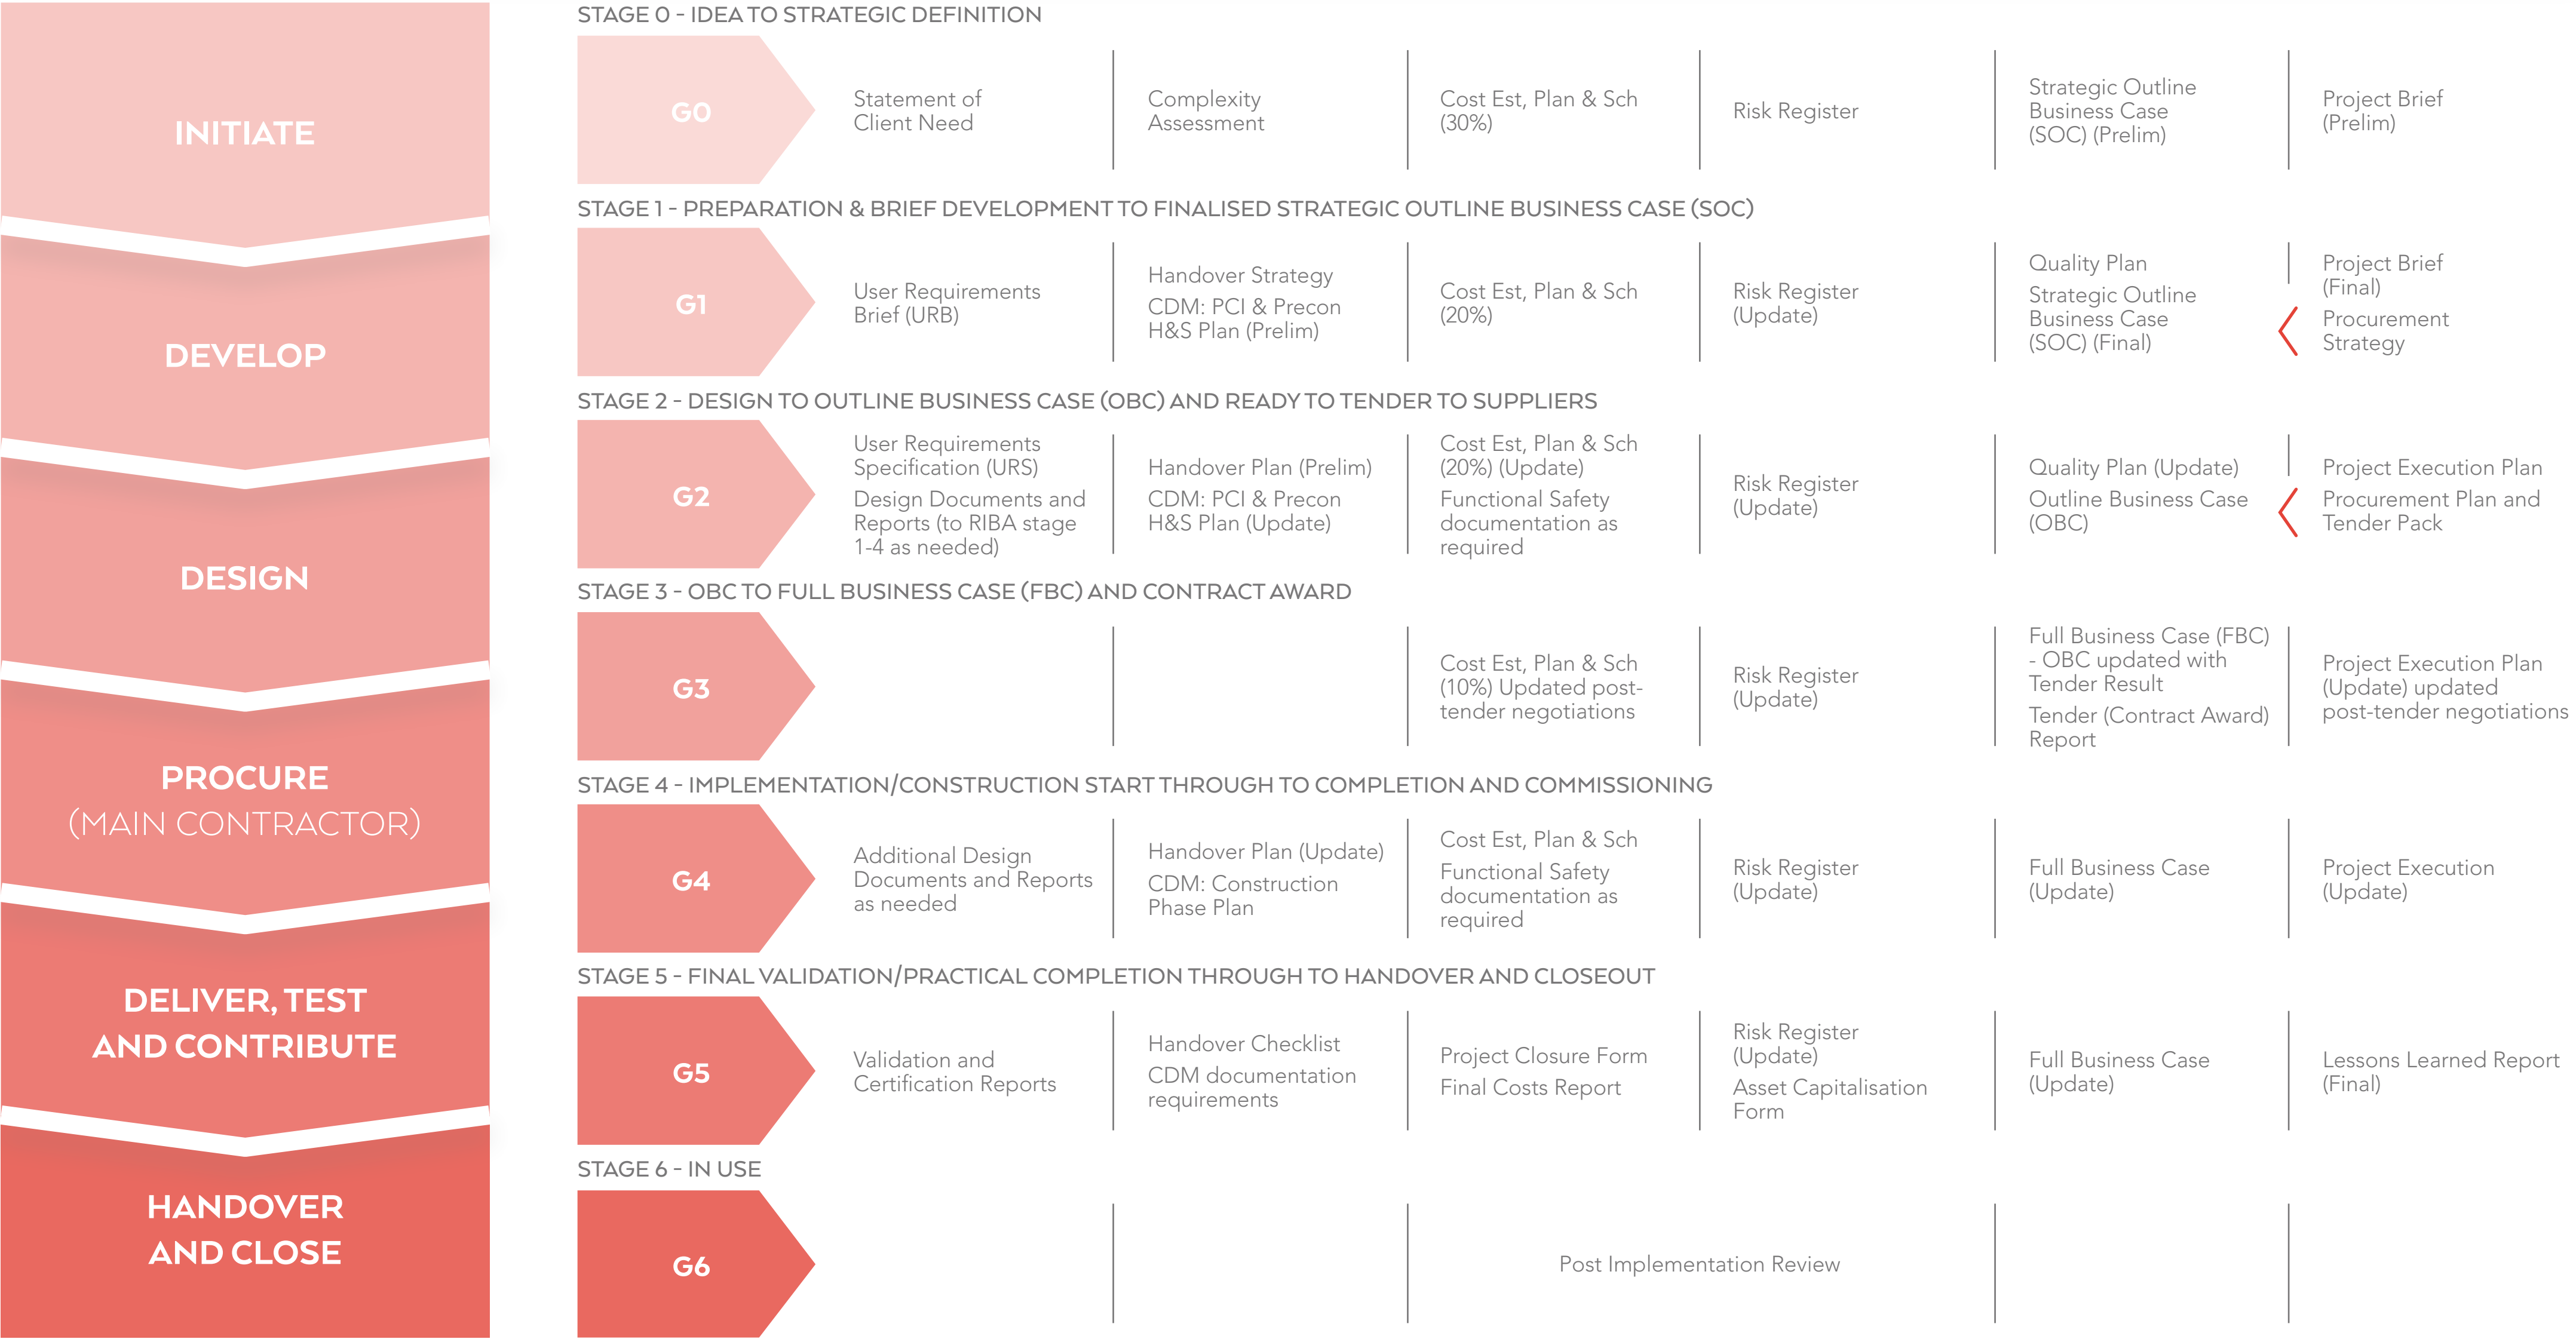 INITIATE
DEVELOP
DESIGN
PROCURE
(MAIN CONTRACTOR)
DELIVER, TEST
AND CONTRIBUTE
HANDOVER
AND CLOSE
STAGE 0 - IDEA TO STRATEGIC DEFINITION
G0
Statement of
Client Need
Complexity
Assessment
Cost Est, Plan & Sch
(30%)
Risk Register
Strategic Outline
Business Case
(SOC) (Prelim)
Project Brief
(Prelim)
STAGE 1 - PREPARATION & BRIEF DEVELOPMENT TO FINALISED STRATEGIC OUTLINE BUSINESS CASE (SOC)
G1
User Requirements
Brief (URB)
Handover Strategy
CDM: PCI & Precon
H&S Plan (Prelim)
Cost Est, Plan & Sch
(20%)
Risk Register
(Update)
Quality Plan
Strategic Outline
Business Case
(SOC) (Final)
Project Brief
(Final)
Procurement
Strategy
STAGE 2 - DESIGN TO OUTLINE BUSINESS CASE (OBC) AND READY TO TENDER TO SUPPLIERS
G2
User Requirements
Specification (URS)
Design Documents and
Reports (to RIBA stage
1-4 as needed)
Handover Plan (Prelim)
CDM: PCI & Precon
H&S Plan (Update)
Cost Est, Plan & Sch
(20%) (Update)
Functional Safety
documentation as
required
Risk Register
(Update)
Quality Plan (Update)
Outline Business Case
(OBC)
Project Execution Plan
Procurement Plan and
Tender Pack
STAGE 3 - OBC TO FULL BUSINESS CASE (FBC) AND CONTRACT AWARD
G3
Cost Est, Plan & Sch
(10%) Updated post-
tender negotiations
Risk Register
(Update)
Full Business Case (FBC)
- OBC updated with
Tender Result
Tender (Contract Award)
Report
Project Execution Plan
(Update) updated
post-tender negotiations
STAGE 4 - IMPLEMENTATION/CONSTRUCTION START THROUGH TO COMPLETION AND COMMISSIONING
G4
Additional Design
Documents and Reports
as needed
Handover Plan (Update)
CDM: Construction
Phase Plan
Cost Est, Plan & Sch
Functional Safety
documentation as
required
Risk Register
(Update)
Full Business Case
(Update)
Project Execution
(Update)
STAGE 5 - FINAL VALIDATION/PRACTICAL COMPLETION THROUGH TO HANDOVER AND CLOSEOUT
G5
Validation and
Certification Reports
Handover Checklist
CDM documentation
requirements
Project Closure Form
Final Costs Report
Risk Register
(Update)
Asset Capitalisation
Form
Full Business Case
(Update)
Lessons Learned Report
(Final)
STAGE 6 - IN USE
G6
Post Implementation Review